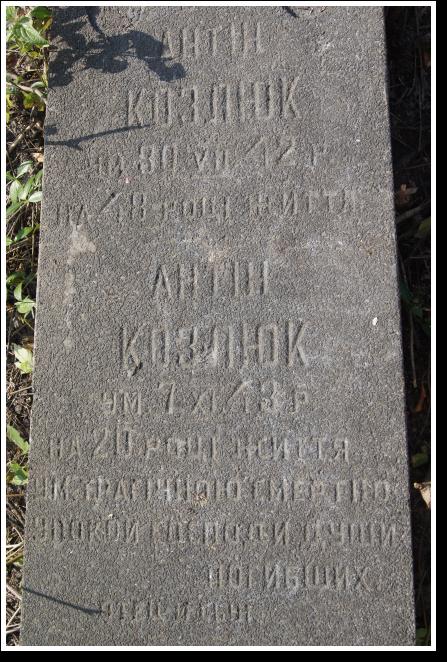 АНТІН
КОЗЛЮК
УМ 30 VII 42 Р
НА 48 РОЦІ ЖИТТЯ
АНТІН
КОЗЛЮК
УМ 7 XI 43 Р
НА 20 РОЦІ ЖИТТЯ
УМ. ТРАГІЧНОЮ СМЕРТЮ
УПОКОЙ ГОСПОДИ ДУШИ
ПОГИБШИХ